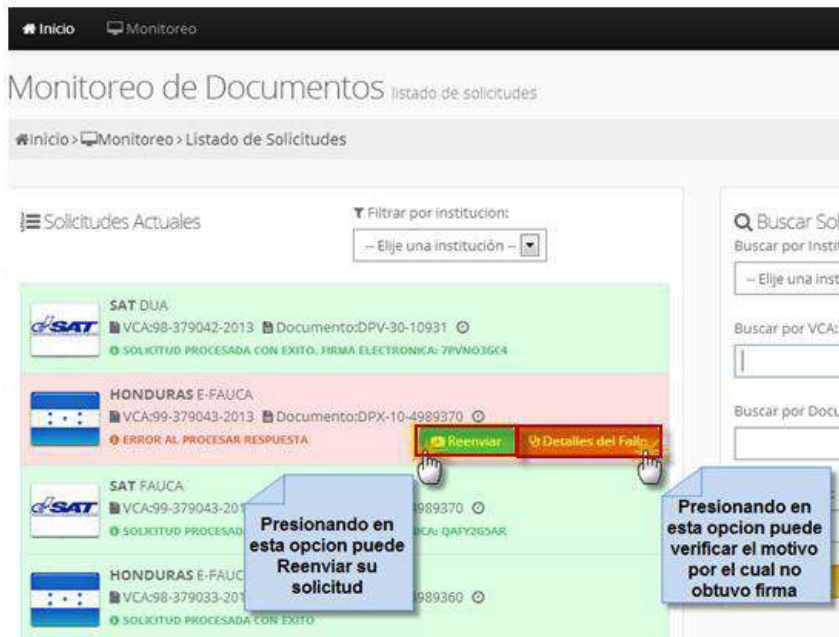 Inicio Monitoreo
Monitoreo de Documentos listado de solicitudes
Inicio > Monitoreo > Listado de Solicitudes
Solicitudes Actuales
Filtrar por institucion:
-- Elije una institución --
SAT
SAT DUA
VCA:98-379042-2013 Documento:DPV-30-10931
SOLICITUD PROCESADA CON EXITO. FIRMA ELECTRONICA: 7PVNO3GC4
HONDURAS E-FAUCA
VCA:99-379043-2013 Documento:DPX-10-4989370
ERROR AL PROCESAR RESPUESTA
Reenviar
Detalles del Fallo
SAT
SAT FAUCA
VCA:99-379043-201 989370
SOLICITUD PROCESAD ICA: QAFY2G5AR
HONDURAS E-FAUC
VCA:98-379033-201 4989360
SOLICITUD PROCESADA CON EXITO
Presionando en
esta opcion puede
Reenviar su
solicitud
Presionando en
esta opcion puede
verificar el motivo
por el cual no
obtuvo firma
Buscar Sol
Buscar por Instit
-- Elije una inst
Buscar por VCA:
Buscar por Docu